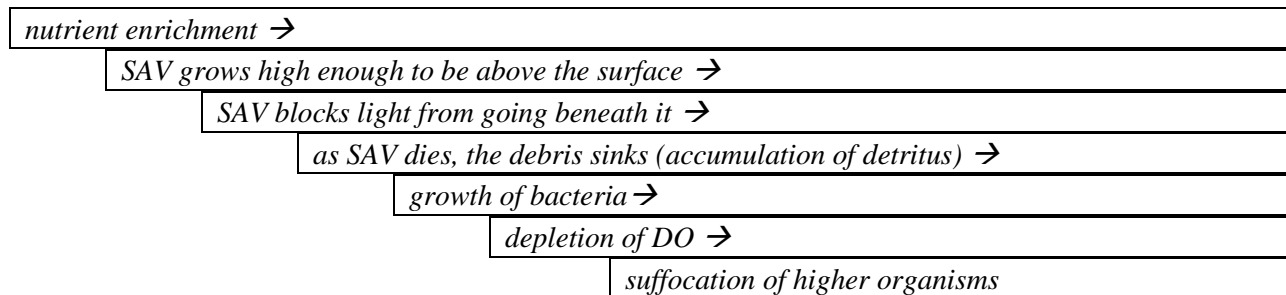 nutrient enrichment →
SAV grows high enough to be above the surface →
SAV blocks light from going beneath it →
as SAV dies, the debris sinks (accumulation of detritus) →
growth of bacteria→
depletion of DO →
suffocation of higher organisms